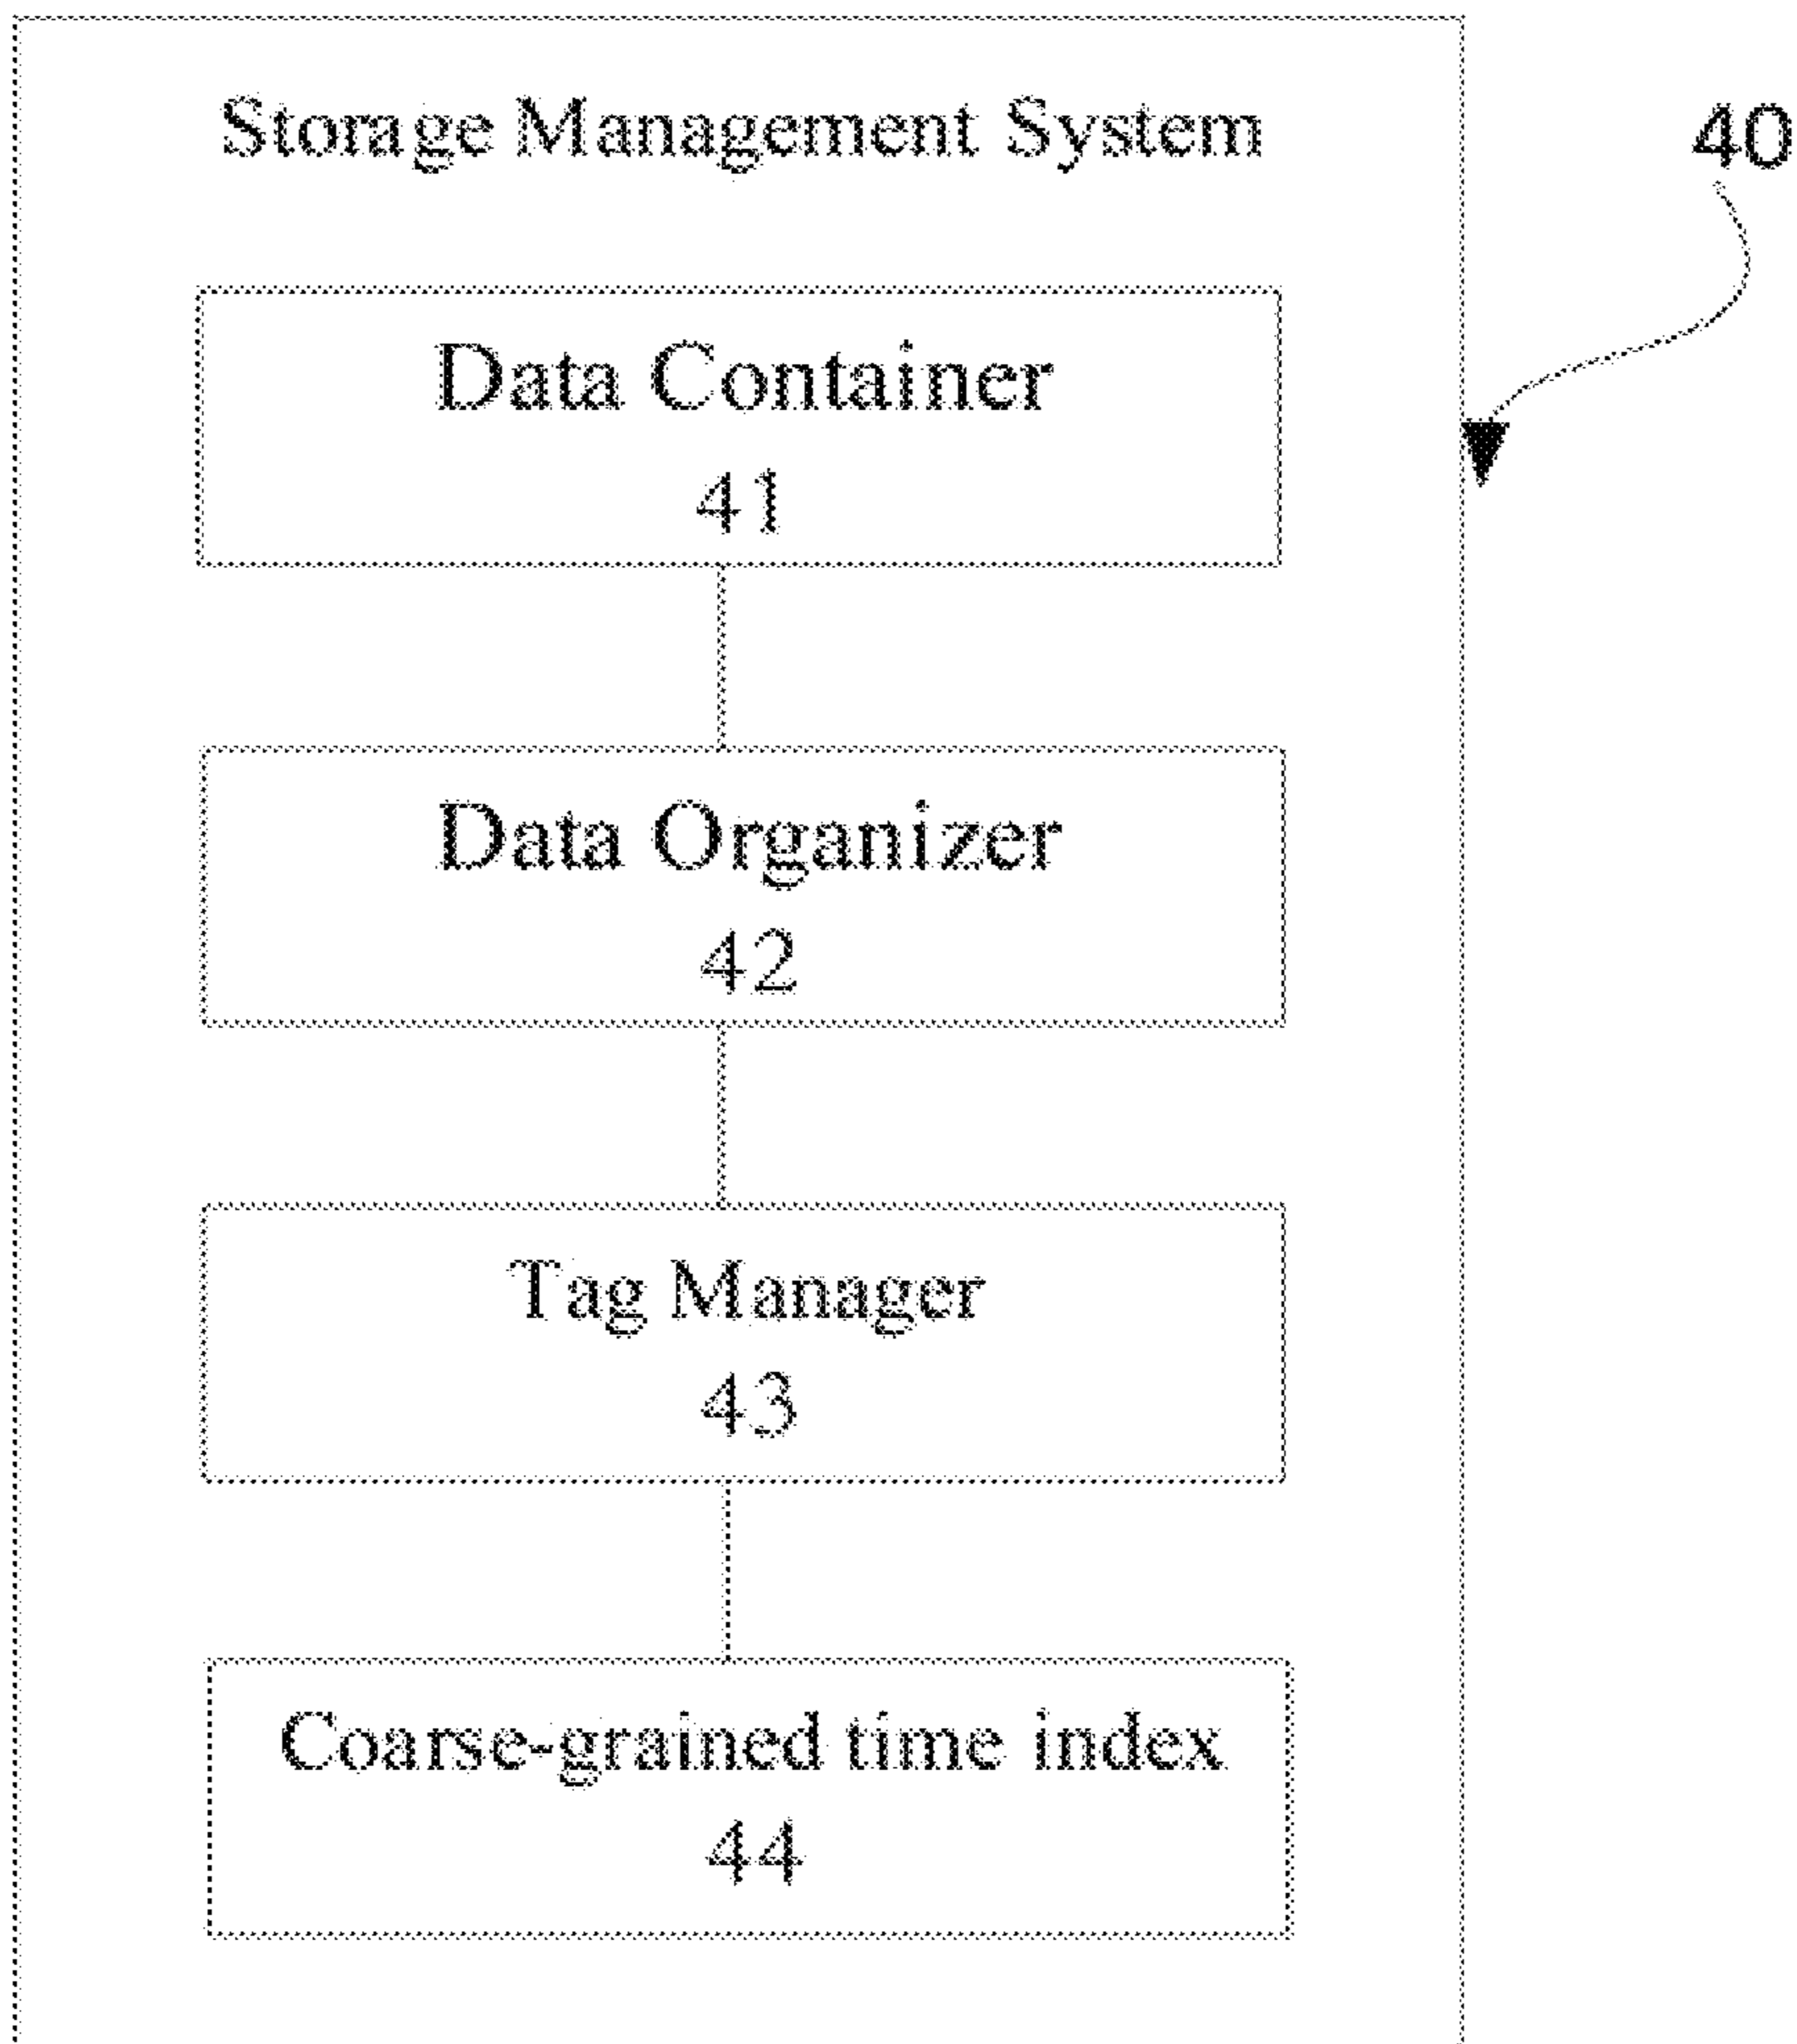 Storage Management System
40
Data Container
41
Data Organizer
42
Tag Manager
43
Coarse-grained time index
44